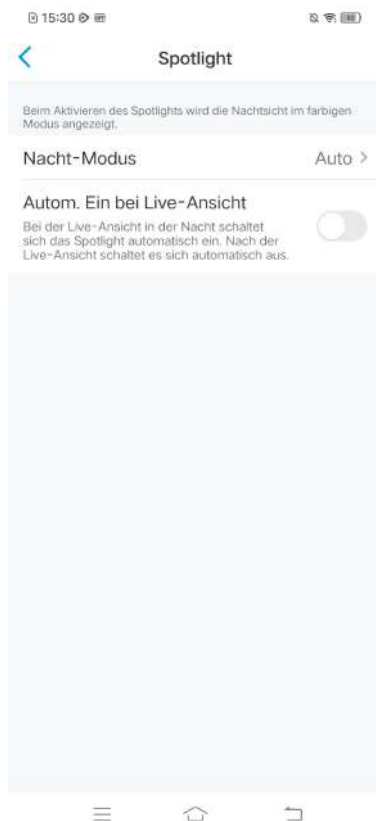 15:30
Spotlight
Beim Aktivieren des Spotlights wird die Nachtsicht im farbigen
Modus angezeigt.
Nacht-Modus Auto >
Autom. Ein bei Live-Ansicht
Bei der Live-Ansicht in der Nacht schaltet
sich das Spotlight automatisch ein. Nach der
Live-Ansicht schaltet es sich automatisch aus.